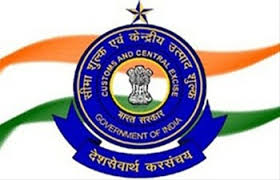 सीमा शुल्क एवं केन्द्रीय उत्पाद शुल्क
CUSTOMS AND CENTRAL EXCISE
भारत सरकार
GOVERNMENT OF INDIA
देशसेवार्थ करसंचय